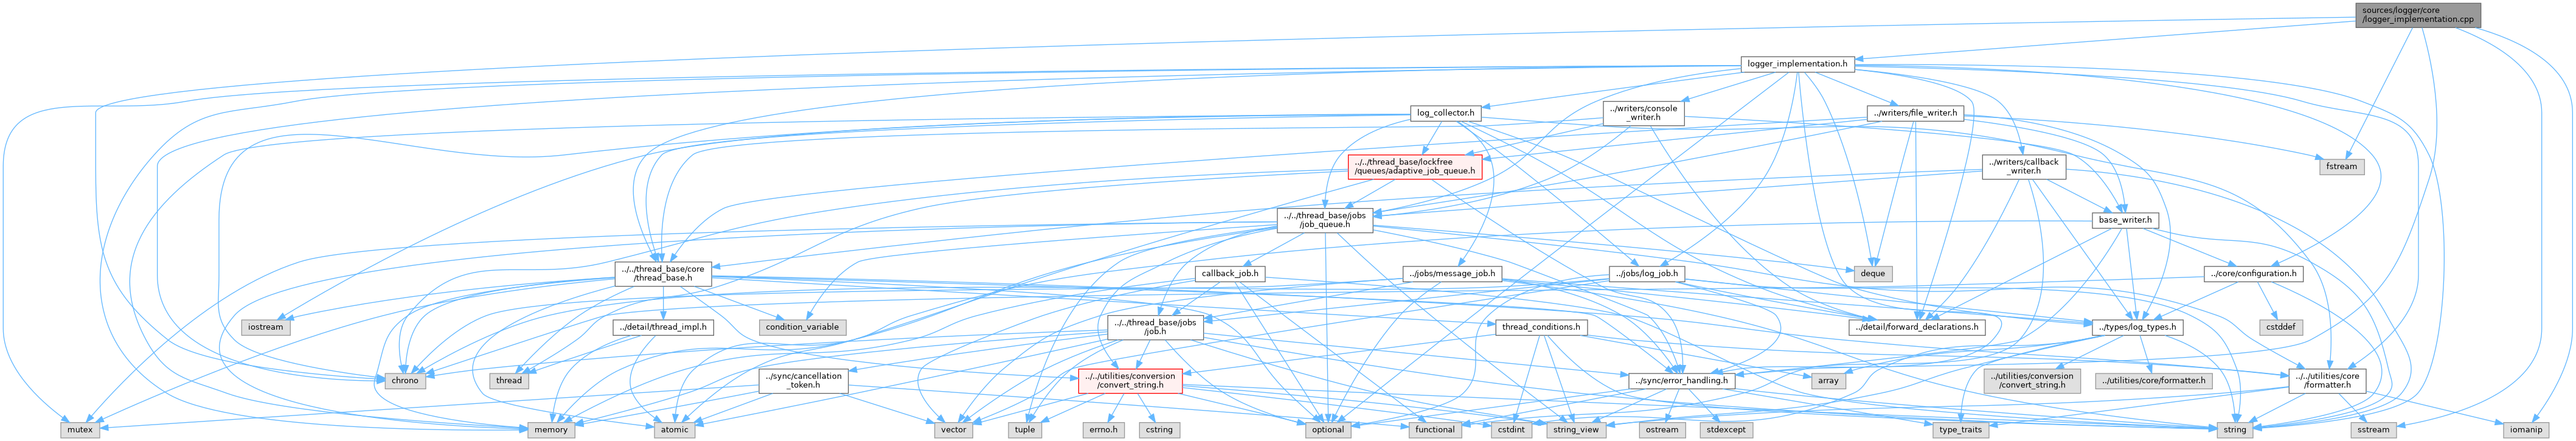 sources/logger/core
/logger_implementation.cpp
logger_implementation.h
log_collector.h
../writers/console
_writer.h
../writers/file_writer.h
../../thread_base/lockfree
/queues/adaptive_job_queue.h
../writers/callback
_writer.h
fstream
../../thread_base/jobs
/job_queue.h
base_writer.h
../../thread_base/core
/thread_base.h
callback_job.h
../jobs/message_job.h
../jobs/log_job.h
deque
../core/configuration.h
iostream
../detail/thread_impl.h
condition_variable
../../thread_base/jobs
/job.h
thread_conditions.h
../detail/forward_declarations.h
../types/log_types.h
cstddef
chrono
thread
../sync/cancellation
_token.h
../../utilities/conversion
/convert_string.h
../sync/error_handling.h
array
../utilities/conversion
/convert_string.h
../utilities/core/formatter.h
../../utilities/core
/formatter.h
mutex
memory
atomic
vector
tuple
errno.h
cstring
optional
functional
cstdint
string_view
ostream
stdexcept
type_traits
string
sstream
iomanip